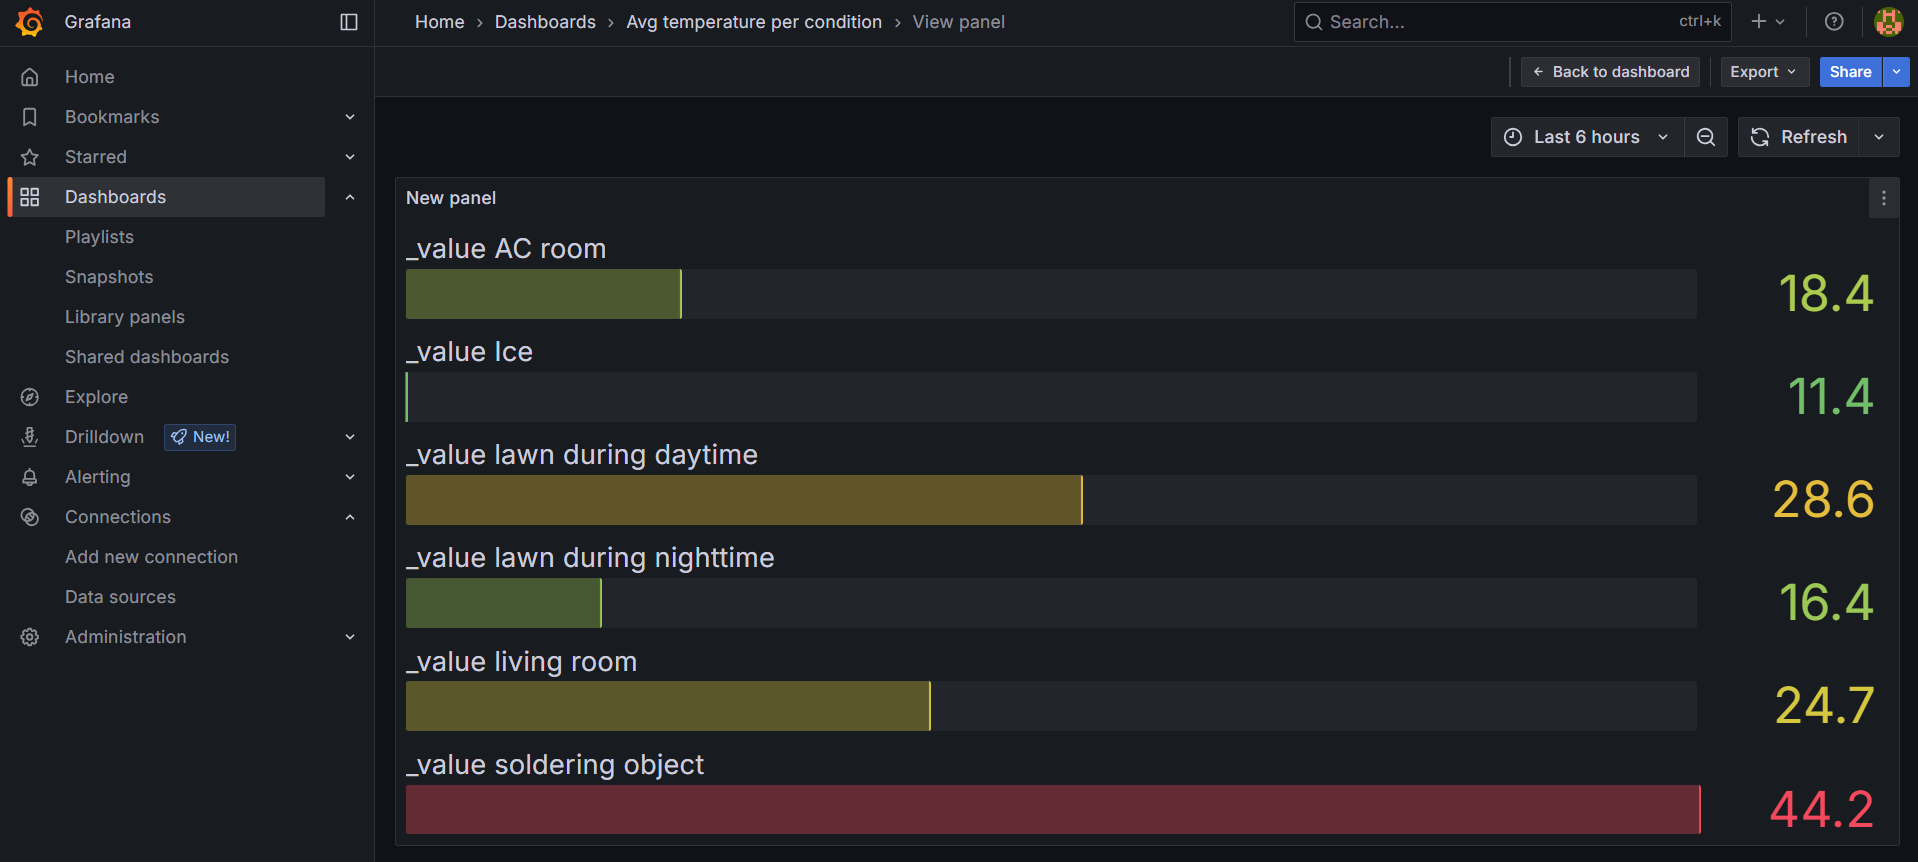 Grafana
Home › Dashboards › Avg temperature per condition › View panel
Search...
ctrl+k
Back to dashboard
Export
Share
Home
Bookmarks
Starred
Dashboards
Playlists
Snapshots
Library panels
Shared dashboards
Explore
Drilldown
New!
Alerting
Connections
Add new connection
Data sources
Administration
Last 6 hours
Refresh
New panel
_value AC room
18.4
_value Ice
11.4
_value lawn during daytime
28.6
_value lawn during nighttime
16.4
_value living room
24.7
_value soldering object
44.2